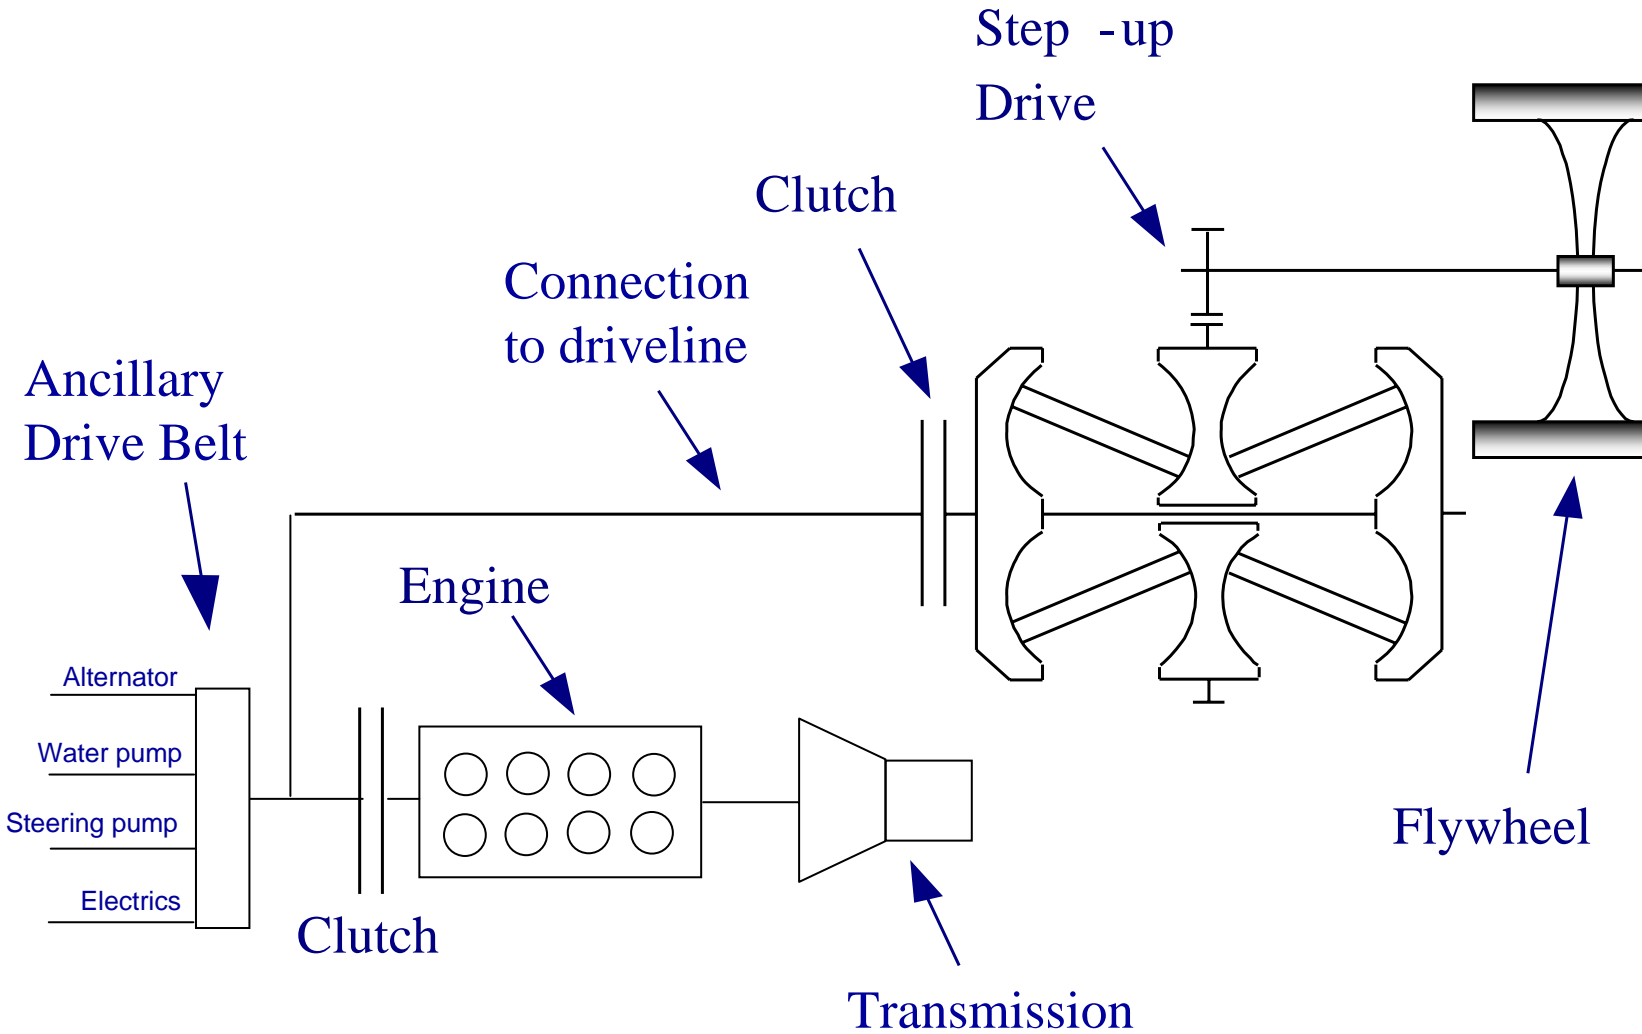 Step -up
Drive
Clutch
Connection
to driveline
Ancillary
Drive Belt
Engine
Alternator
Water pump
Steering pump
Electrics
Clutch
Flywheel
Transmission